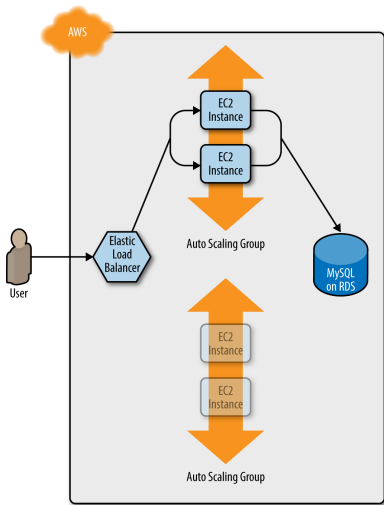 AWS
EC2
Instance
EC2
Instance
Auto Scaling Group
User
Elastic
Load
Balancer
MySQL
on RDS
EC2
Instance
EC2
Instance
Auto Scaling Group